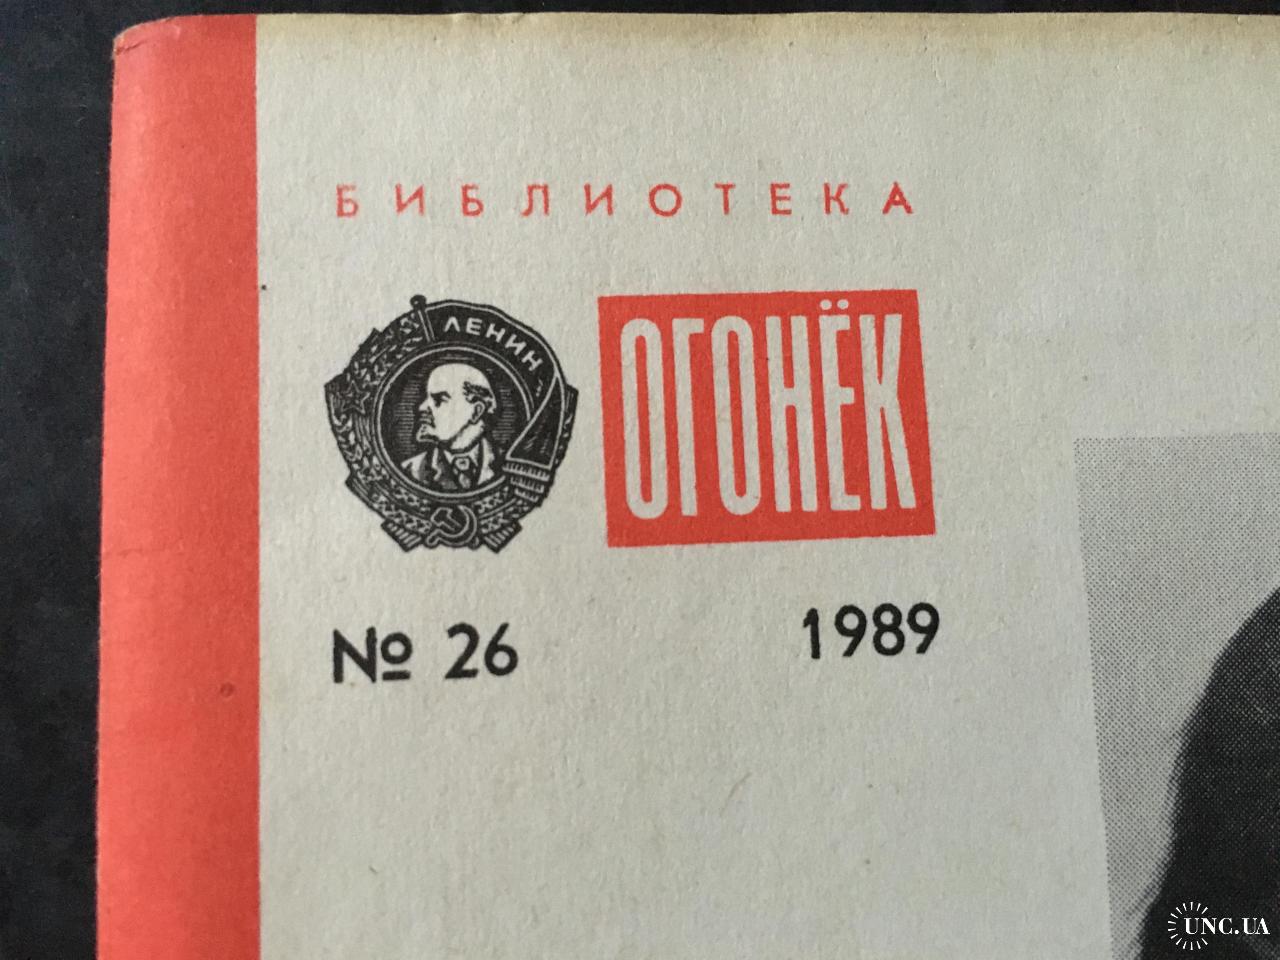 БИБЛИОТЕКА
ЛЕНИН
ОГОНЁК
№ 26
1989
UNC.UA